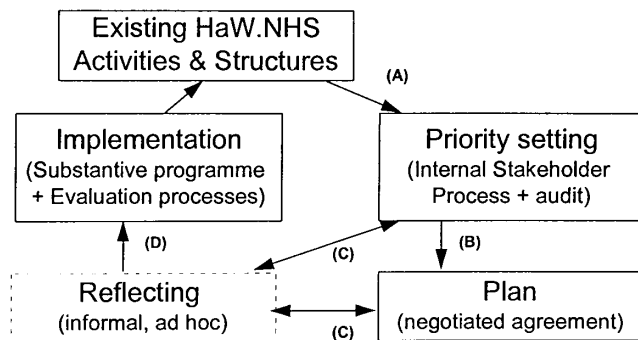 Existing HaW.NHS
Activities & Structures
(A)
Implementation
(Substantive programme
+ Evaluation processes)
Priority setting
(Internal Stakeholder
Process + audit)
(D)
(C)
(B)
Reflecting
(informal, ad hoc)
(C)
Plan
(negotiated agreement)